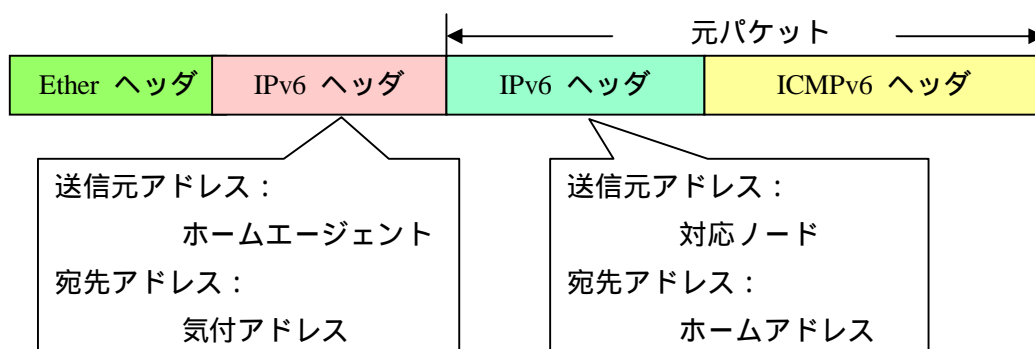 元パケット
Ether ヘッダ IPv6 ヘッダ IPv6 ヘッダ ICMPv6 ヘッダ
送信元アドレス：
ホームエージェント
宛先アドレス：
気付アドレス
送信元アドレス：
対応ノード
宛先アドレス：
ホームアドレス